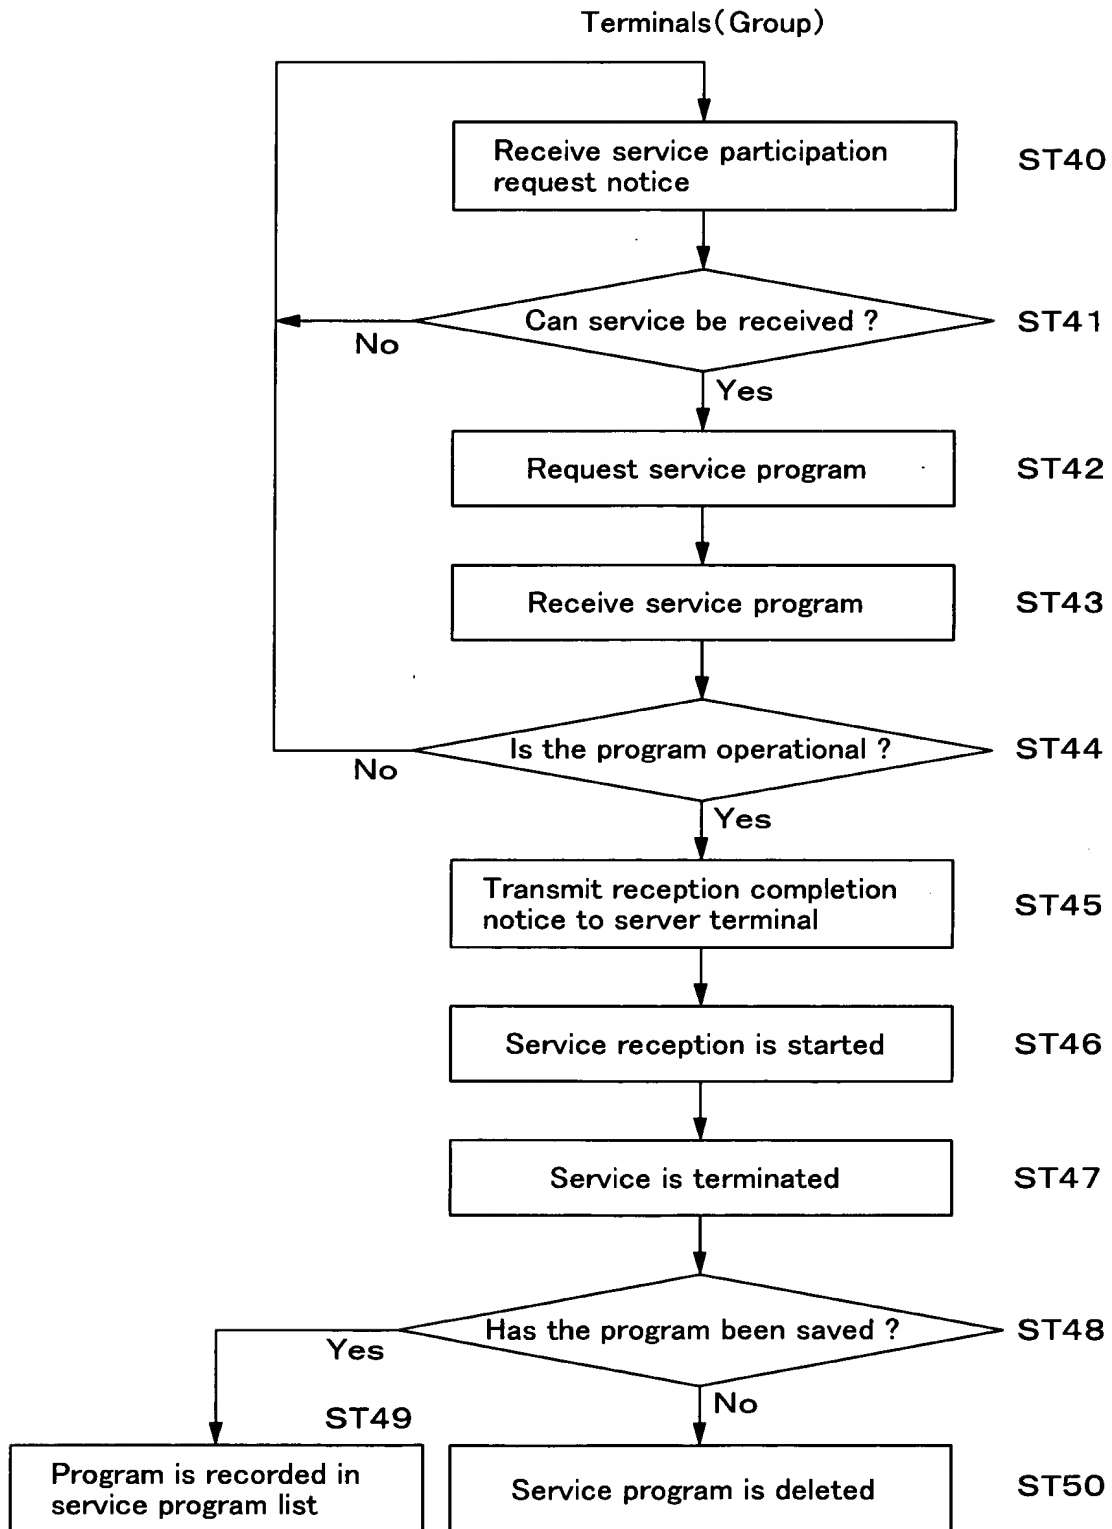 Terminals(Group)
Receive service participation
request notice
ST40
Can service be received ?
ST41
No
Yes
Request service program
ST42
Receive service program
ST43
Is the program operational ?
ST44
No
Yes
Transmit reception completion
notice to server terminal
ST45
Service reception is started
ST46
Service is terminated
ST47
Has the program been saved ?
ST48
Yes
No
ST49
Program is recorded in
service program list
Service program is deleted
ST50